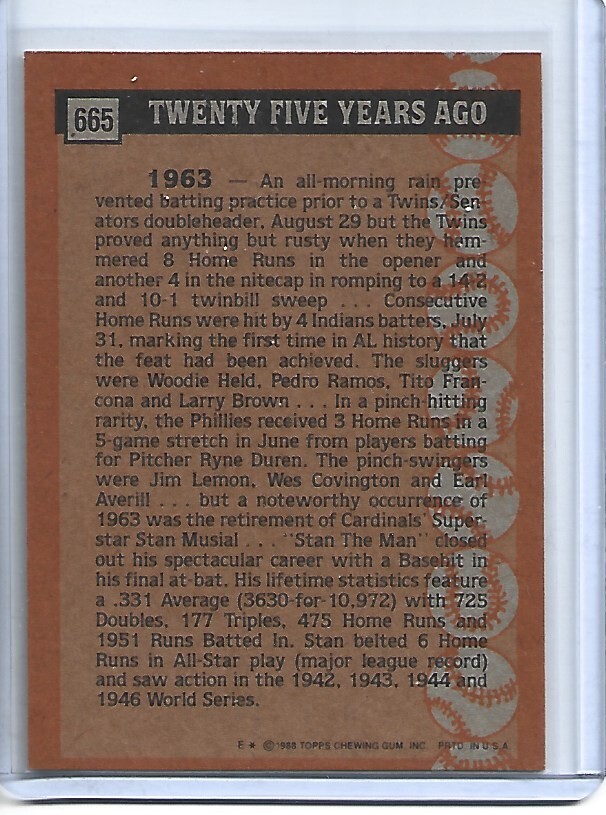 665 TWENTY FIVE YEARS AGO
1963 — An all-morning rain pre-
vented batting practice prior to a Twins/Sen-
ators doubleheader, August 29 but the Twins
proved anything but rusty when they ham-
mered 8 Home Runs in the opener and
another 4 in the nitecap in romping to a 14-2
and 10-1 twinbill sweep . . . Consecutive
Home Runs were hit by 4 Indians batters, July
31, marking the first time in AL history that
the feat had been achieved. The sluggers
were Woodie Held, Pedro Ramos, Tito Fran-
cona and Larry Brown . . . In a pinch-hitting
rarity, the Phillies received 3 Home Runs in a
5-game stretch in June from players batting
for Pitcher Ryne Duren. The pinch-swingers
were Jim Lemon, Wes Covington and Earl
Averill . . . but a noteworthy occurrence of
1963 was the retirement of Cardinals' Super-
star Stan Musial . . . "Stan The Man" closed
out his spectacular career with a Basehit in
his final at-bat. His lifetime statistics feature
a .331 Average (3630-for-10,972) with 725
Doubles, 177 Triples, 475 Home Runs and
1951 Runs Batted In. Stan belted 6 Home
Runs in All-Star play (major league record)
and saw action in the 1942, 1943, 1944 and
1946 World Series.
E* ©1988 TOPPS CHEWING GUM, INC. PRTD. IN U.S.A.